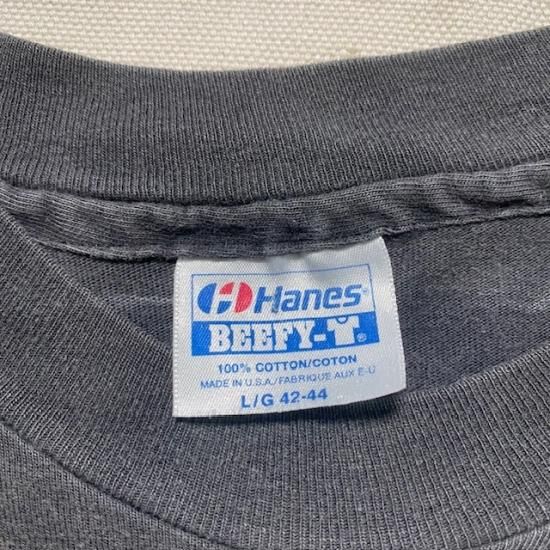 Hanes®
BEEFY-T®
100% COTTON/COTON
MADE IN U.S.A./FABRIQUE AUX E-U
L/G 42-44